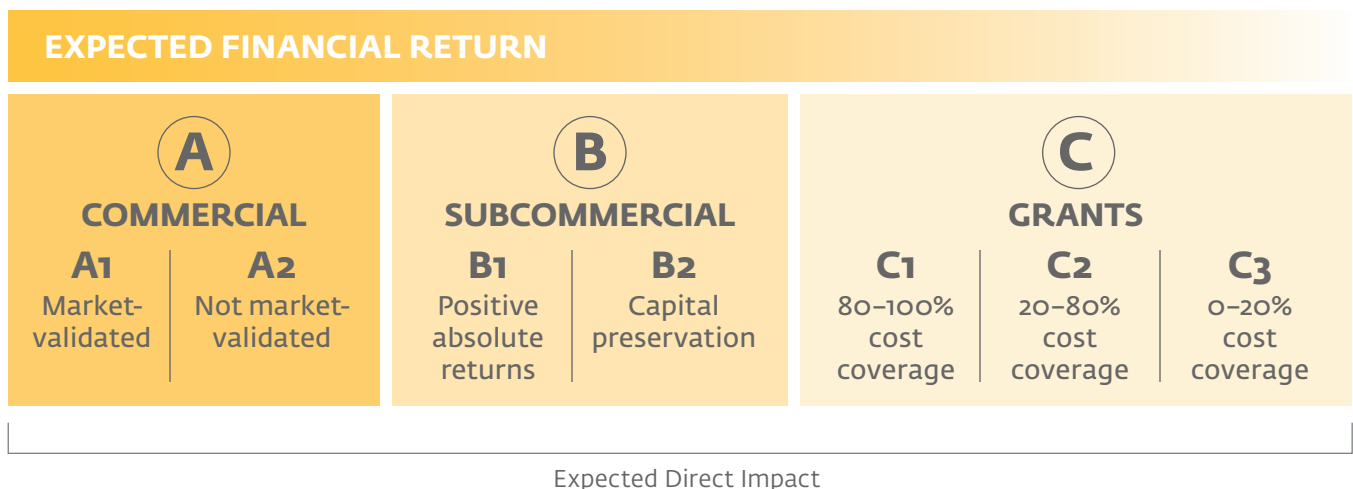 EXPECTED FINANCIAL RETURN
A
COMMERCIAL
A1
Market-
validated
A2
Not market-
validated
B
SUBCOMMERCIAL
B1
Positive
absolute
returns
B2
Capital
preservation
C
GRANTS
C1
80–100%
cost
coverage
C2
20–80%
cost
coverage
C3
0–20%
cost
coverage
Expected Direct Impact